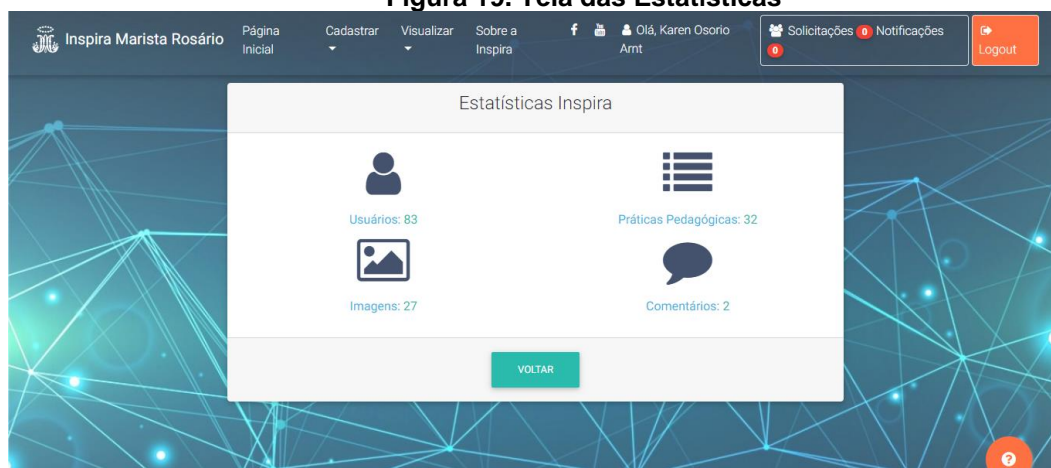 Figura 19. Tela das Estatísticas
Inspira Marista Rosário
Página
Inicial
Cadastrar
Visualizar
Sobre a
Inspira
Olá, Karen Osorio
Arnt
Solicitações 0 Notificações
0
Logout
Estatísticas Inspira
Usuários: 83
Práticas Pedagógicas: 32
Imagens: 27
Comentários: 2
VOLTAR
?